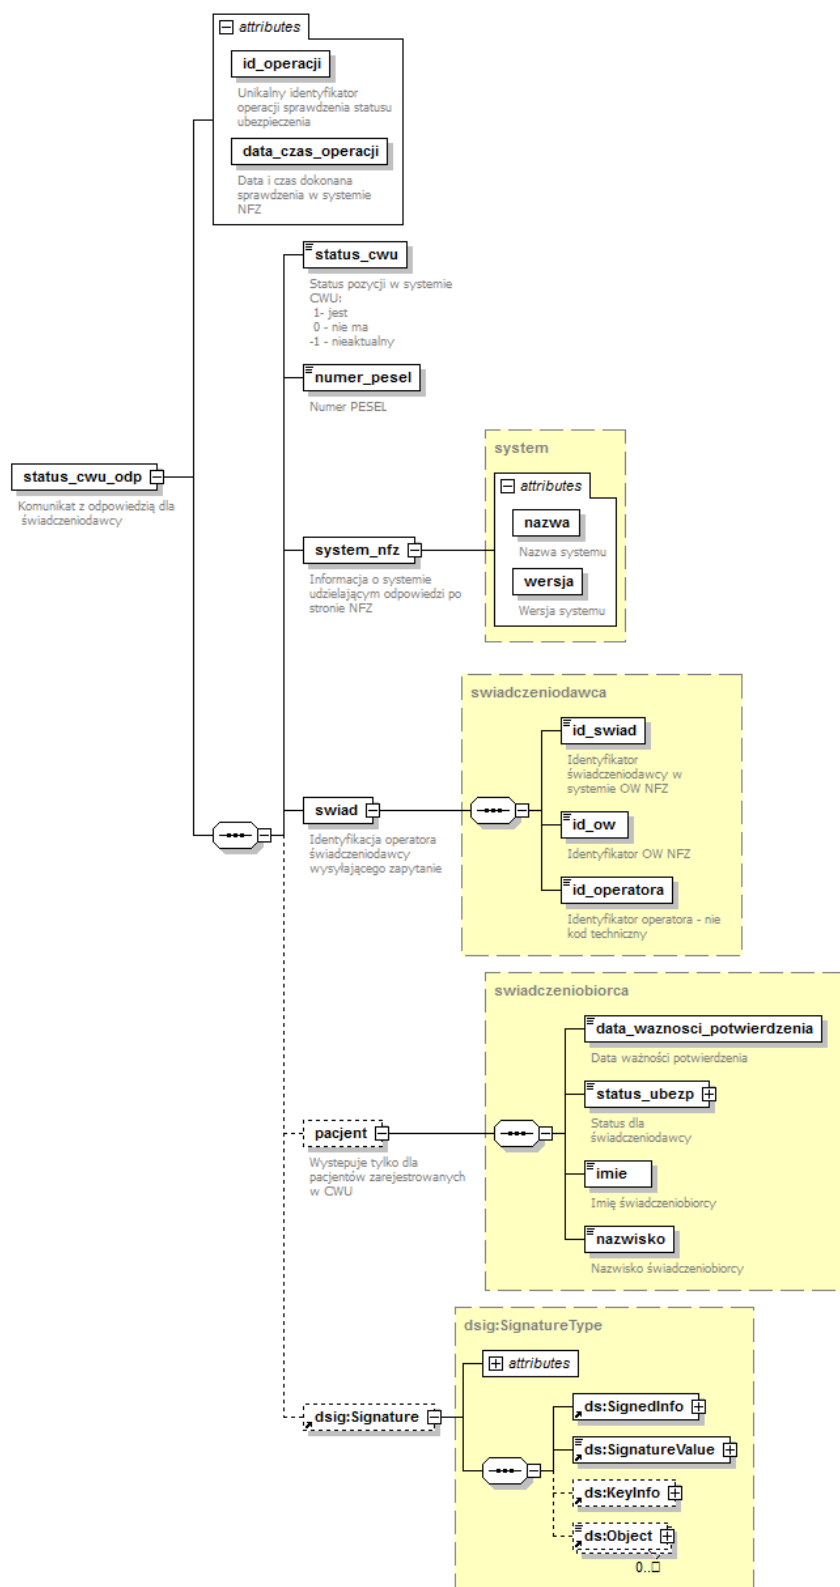 attributes
id_operacji
Unikalny identyfikator
operacji sprawdzenia statusu
ubezpieczenia
data_czas_operacji
Data i czas dokonana
sprawdzenia w systemie
NFZ
status_cwu
Status pozycji w systemie
CWU:
1- jest
0 - nie ma
-1 - nieaktualny
numer_pesel
Numer PESEL
status_cwu_odp
Komunikat z odpowiedzią dla
świadczeniodawcy
system
attributes
nazwa
Nazwa systemu
wersja
Wersja systemu
system_nfz
Informacja o systemie
udzielającym odpowiedzi po
stronie NFZ
swiadczeniodawca
id_swiad
Identyfikator
świadczeniodawcy w
systemie OW NFZ
id_ow
Identyfikator OW NFZ
id_operatora
Identyfikator operatora - nie
kod techniczny
swiad
Identyfikacja operatora
świadczeniodawcy
wysyłającego zapytanie
swiadczeniobiorca
data_waznosci_potwierdzenia
Data ważności potwierdzenia
status_ubezp
Status dla
świadczeniodawcy
imie
Imię świadczeniobiorcy
nazwisko
Nazwisko świadczeniobiorcy
pacjent
Wystepuje tylko dla
pacjentów zarejestrowanych
w CWU
dsig:SignatureType
attributes
dsig:Signature
ds:SignedInfo
ds:SignatureValue
ds:KeyInfo
ds:Object
0..□